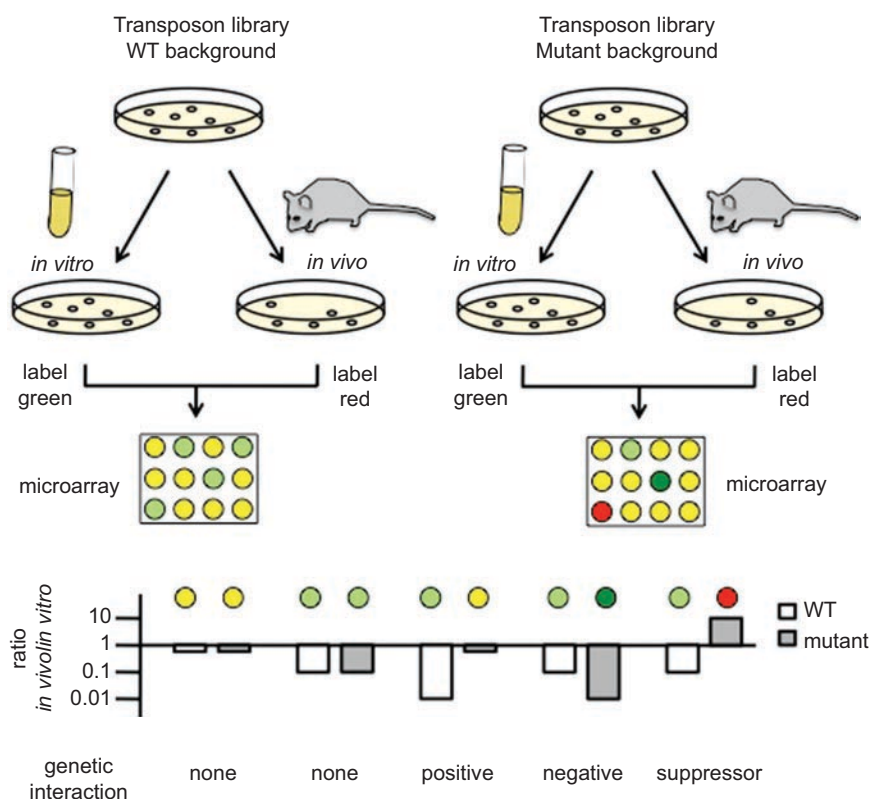 Transposon library
WT background
Transposon library
Mutant background
in vitro
in vivo
in vitro
in vivo
label
green
label
red
label
green
label
red
microarray
microarray
ratio
in vivo/in vitro
10
1
0.1
0.01
WT
mutant
genetic
interaction
none
none
positive
negative
suppressor